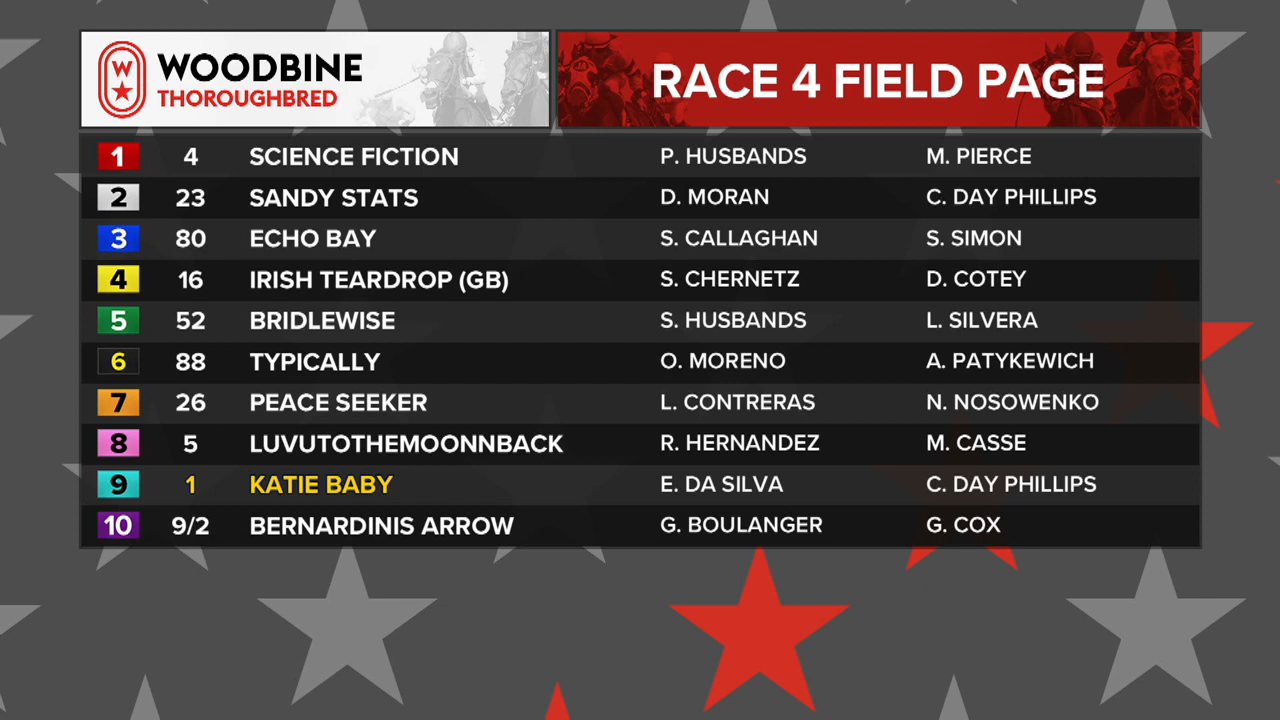 W
WOODBINE
THOROUGHBRED
RACE 4 FIELD PAGE
1 4 SCIENCE FICTION P. HUSBANDS M. PIERCE
2 23 SANDY STATS D. MORAN C. DAY PHILLIPS
3 80 ECHO BAY S. CALLAGHAN S. SIMON
4 16 IRISH TEARDROP (GB) S. CHERNETZ D. COTEY
5 52 BRIDLEWISE S. HUSBANDS L. SILVERA
6 88 TYPICALLY O. MORENO A. PATYKEWICH
7 26 PEACE SEEKER L. CONTRERAS N. NOSOWENKO
8 5 LUVUTOTHEMOONNBACK R. HERNANDEZ M. CASSE
9 1 KATIE BABY E. DA SILVA C. DAY PHILLIPS
10 9/2 BERNARDINIS ARROW G. BOULANGER G. COX